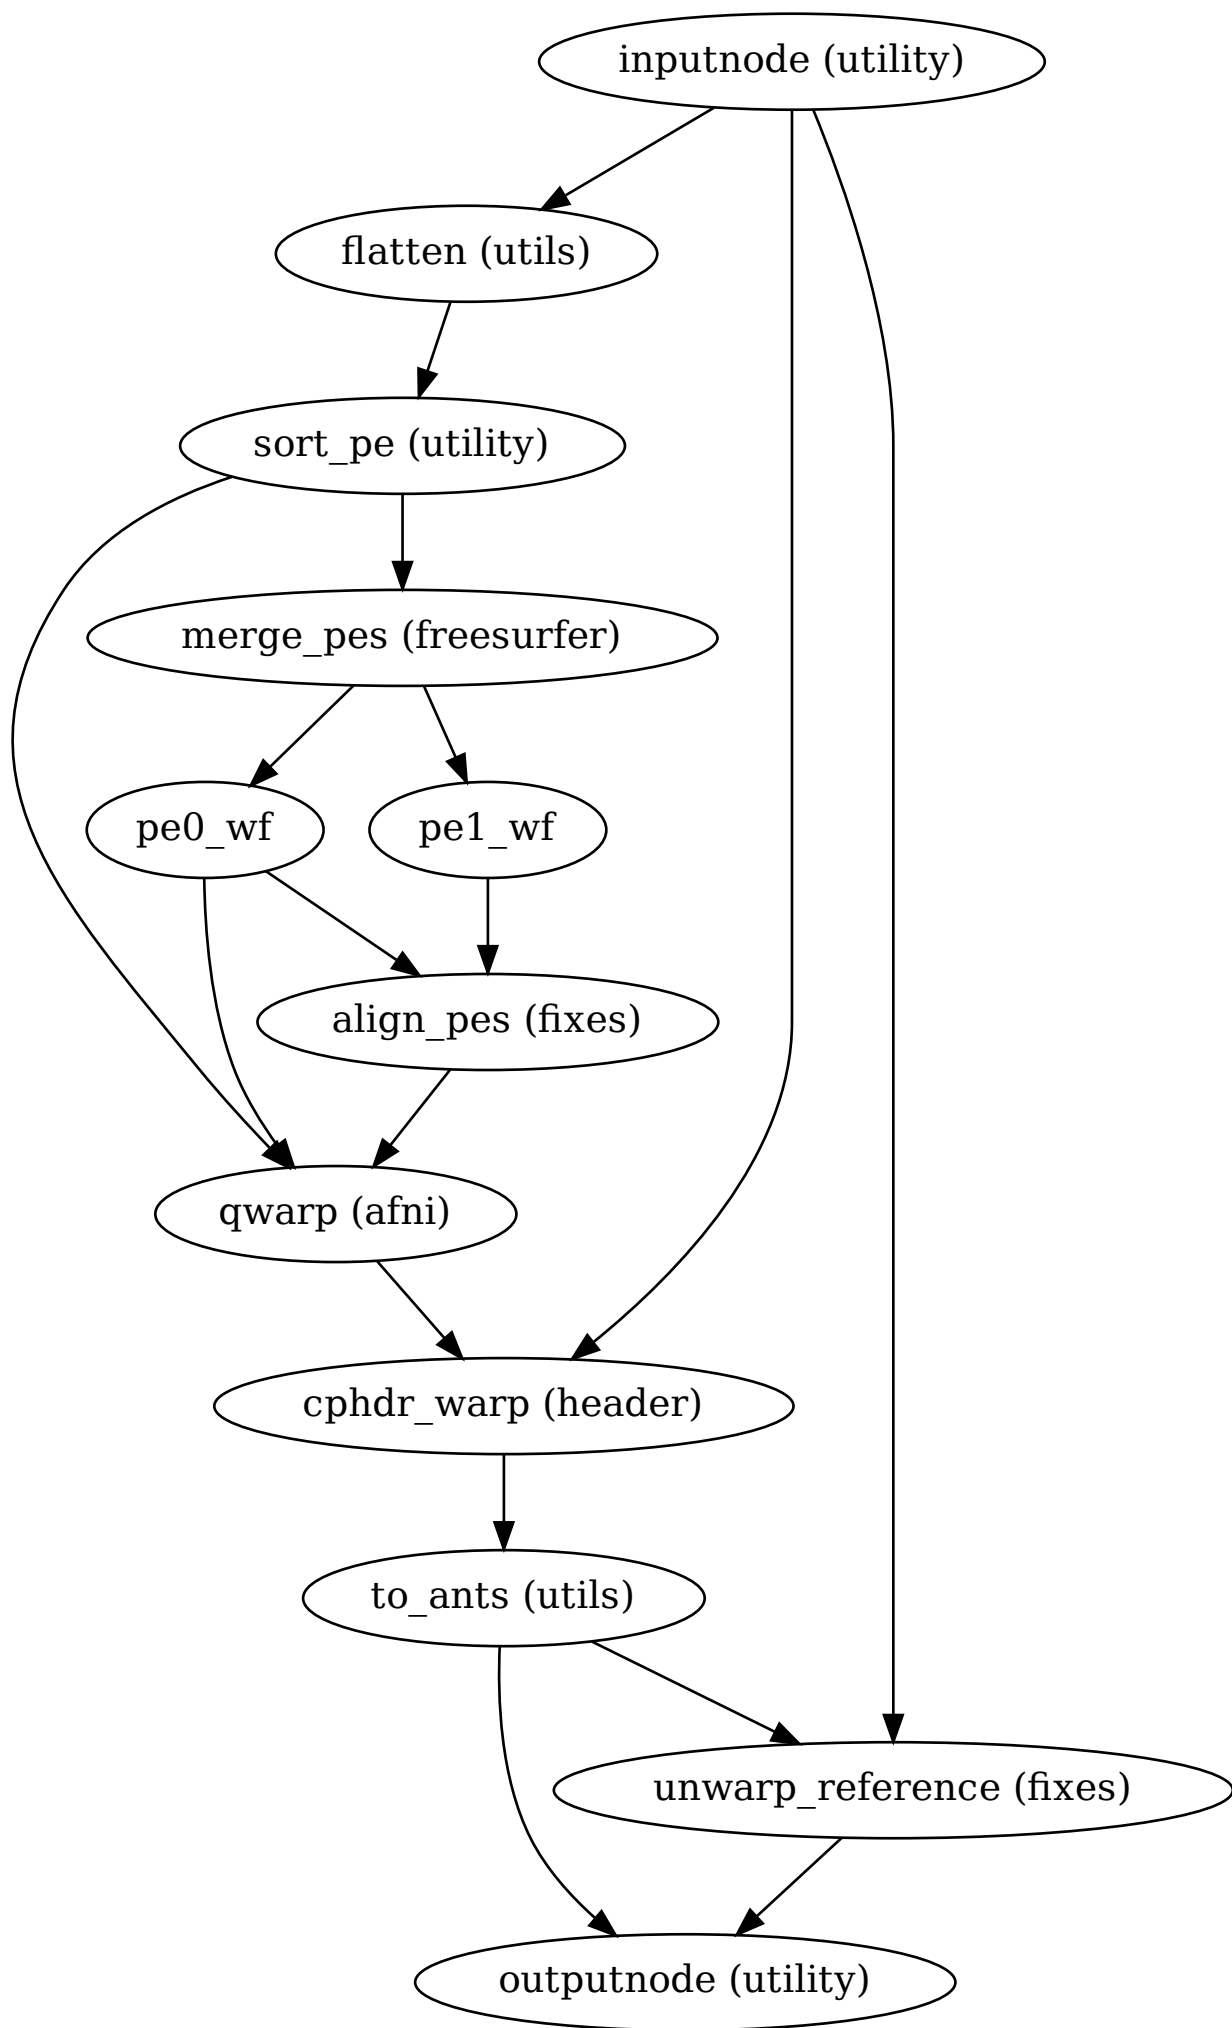 inputnode (utility)
flatten (utils)
sort_pe (utility)
merge_pes (freesurfer)
pe0_wf
pe1_wf
align_pes (fixes)
qwarp (afni)
cphdr_warp (header)
to_ants (utils)
unwarp_reference (fixes)
outputnode (utility)